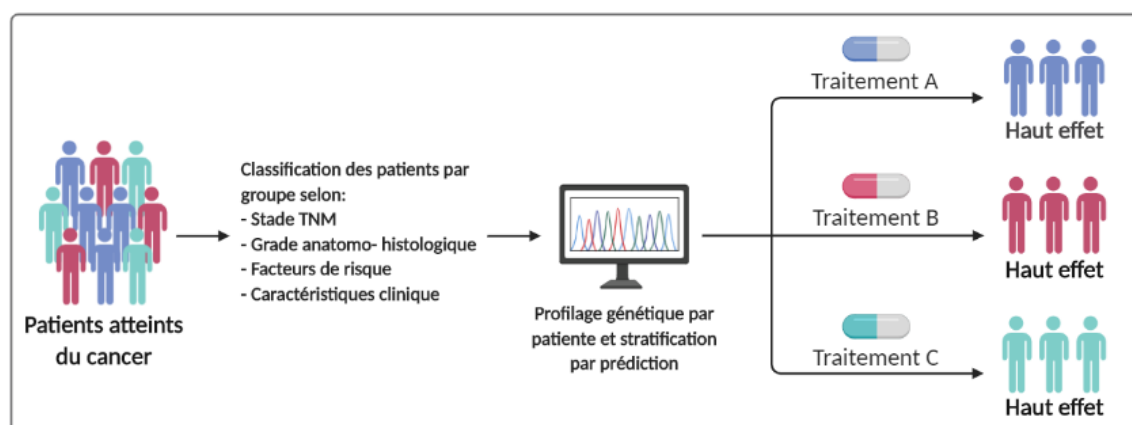 Patients atteints
du cancer
Classification des patients par
groupe selon:
- Stade TNM
- Grade anatomo- histologique
- Facteurs de risque
- Caractéristiques clinique
Profilage génétique par
patiente et stratification
par prédiction
Traitement A
Haut effet
Traitement B
Haut effet
Traitement C
Haut effet